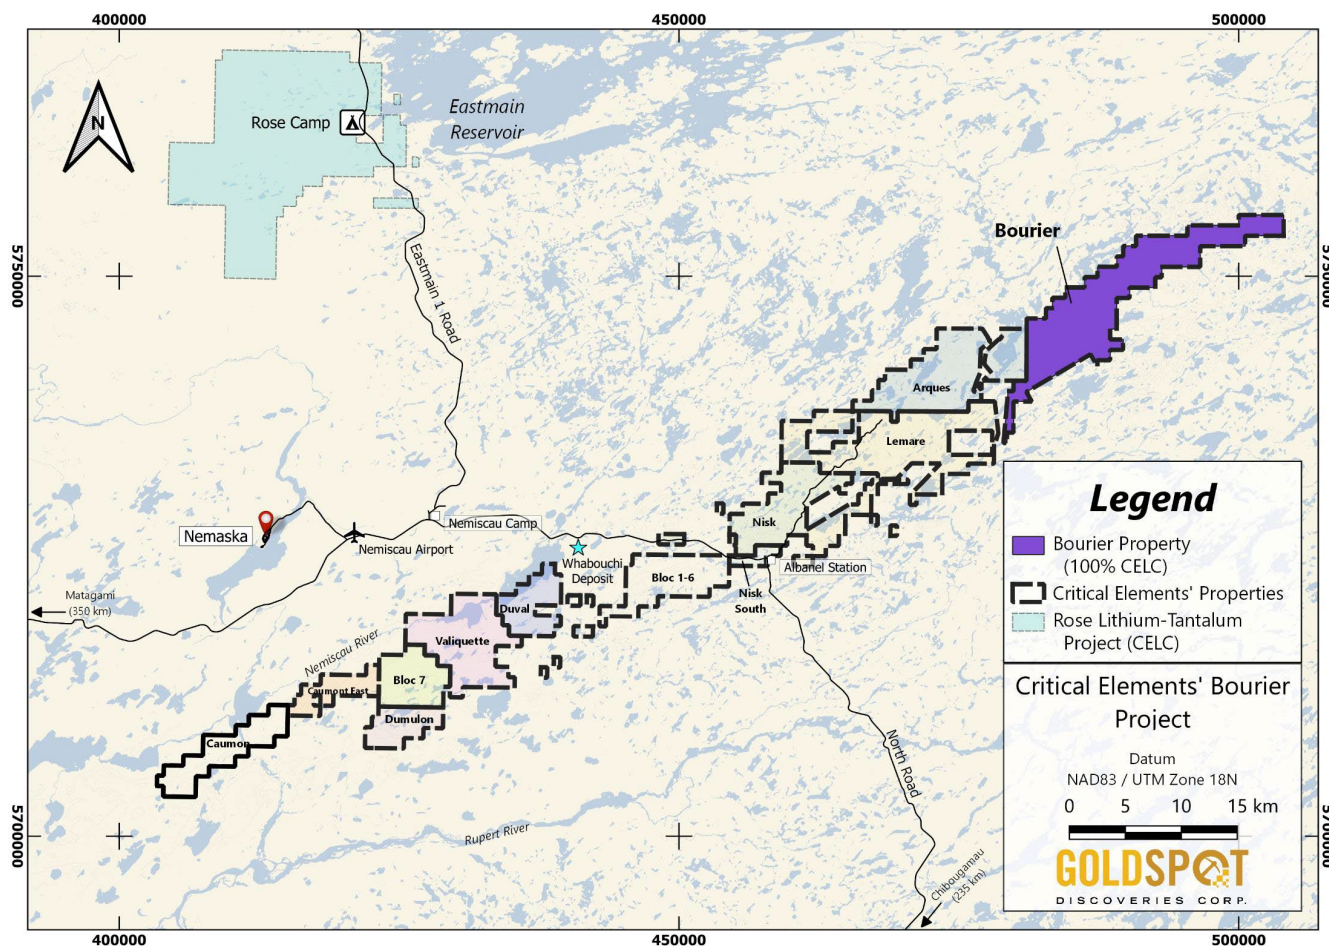 400000
450000
500000
N
Rose Camp
Eastmain
Reservoir
Bourier
5750000
5750000
Eastmain 1 Road
Arques
Lemare
Nisk
Nemaska
Nemiscau Camp
Nemiscau Airport
Whabouchi
Deposit
Albanel Station
Bloc 1-6
Nisk
South
Matagami
(350 km)
Duval
Nemiscau River
Valiquette
Bloc 7
Caumont East
Dumulon
Caumon
North Road
Rupert River
Chibougamau
(235 km)
5700000
5700000
Legend
Bourier Property
(100% CELC)
Critical Elements' Properties
Rose Lithium-Tantalum
Project (CELC)
Critical Elements' Bourier
Project
Datum
NAD83 / UTM Zone 18N
0 5 10 15 km
GOLDSPOT
DISCOVERIES CORP.
400000
450000
500000